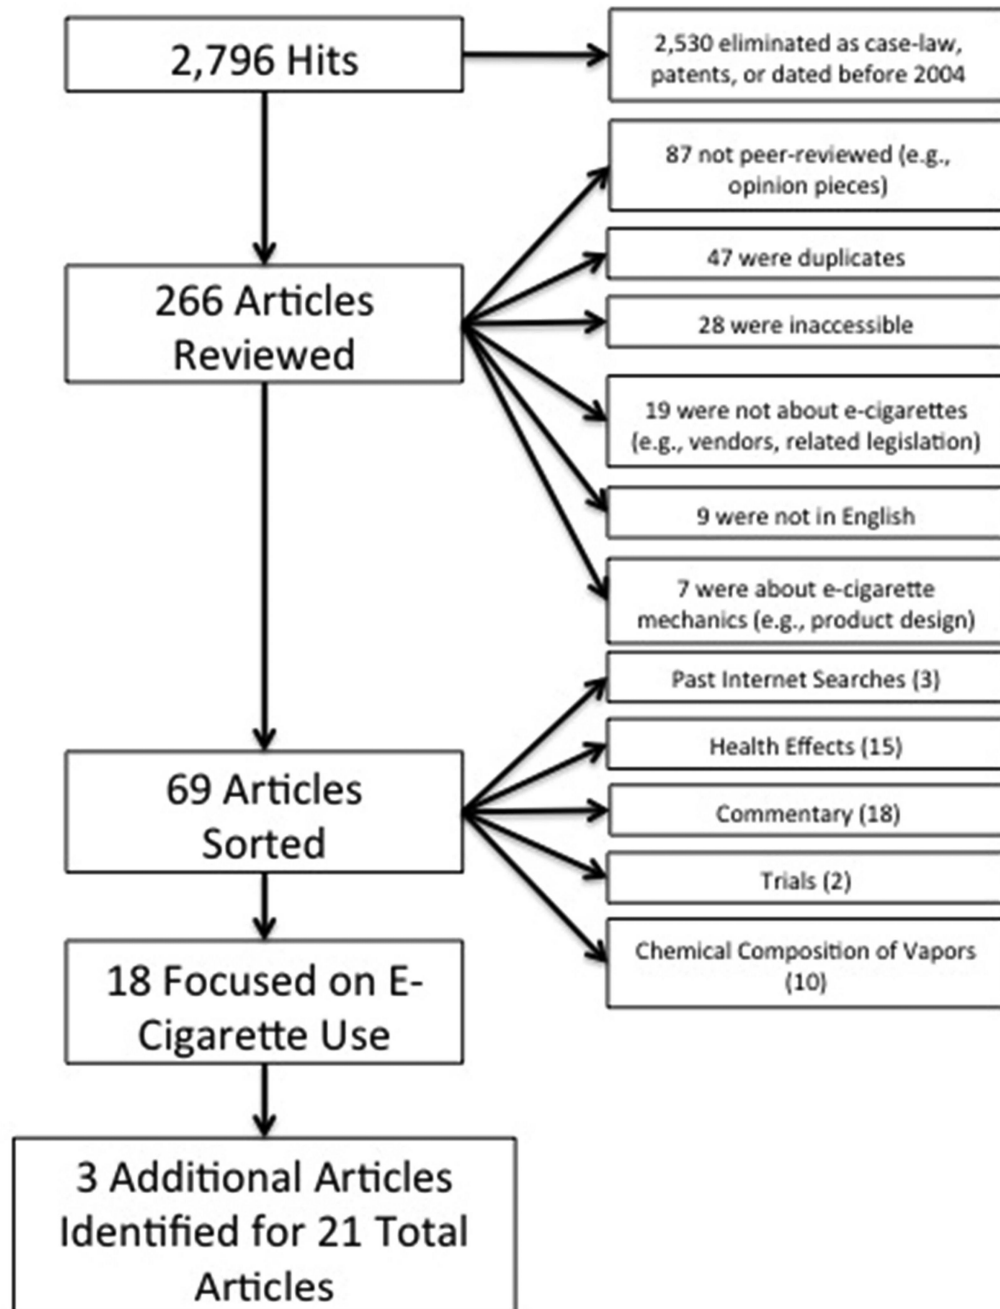 2,796 Hits
2,530 eliminated as case-law,
patents, or dated before 2004
87 not peer-reviewed (e.g.,
opinion pieces)
47 were duplicates
266 Articles
Reviewed
28 were inaccessible
19 were not about e-cigarettes
(e.g., vendors, related legislation)
9 were not in English
7 were about e-cigarette
mechanics (e.g., product design)
Past Internet Searches (3)
Health Effects (15)
69 Articles
Sorted
Commentary (18)
Trials (2)
Chemical Composition of Vapors
(10)
18 Focused on E-
Cigarette Use
3 Additional Articles
Identified for 21 Total
Articles